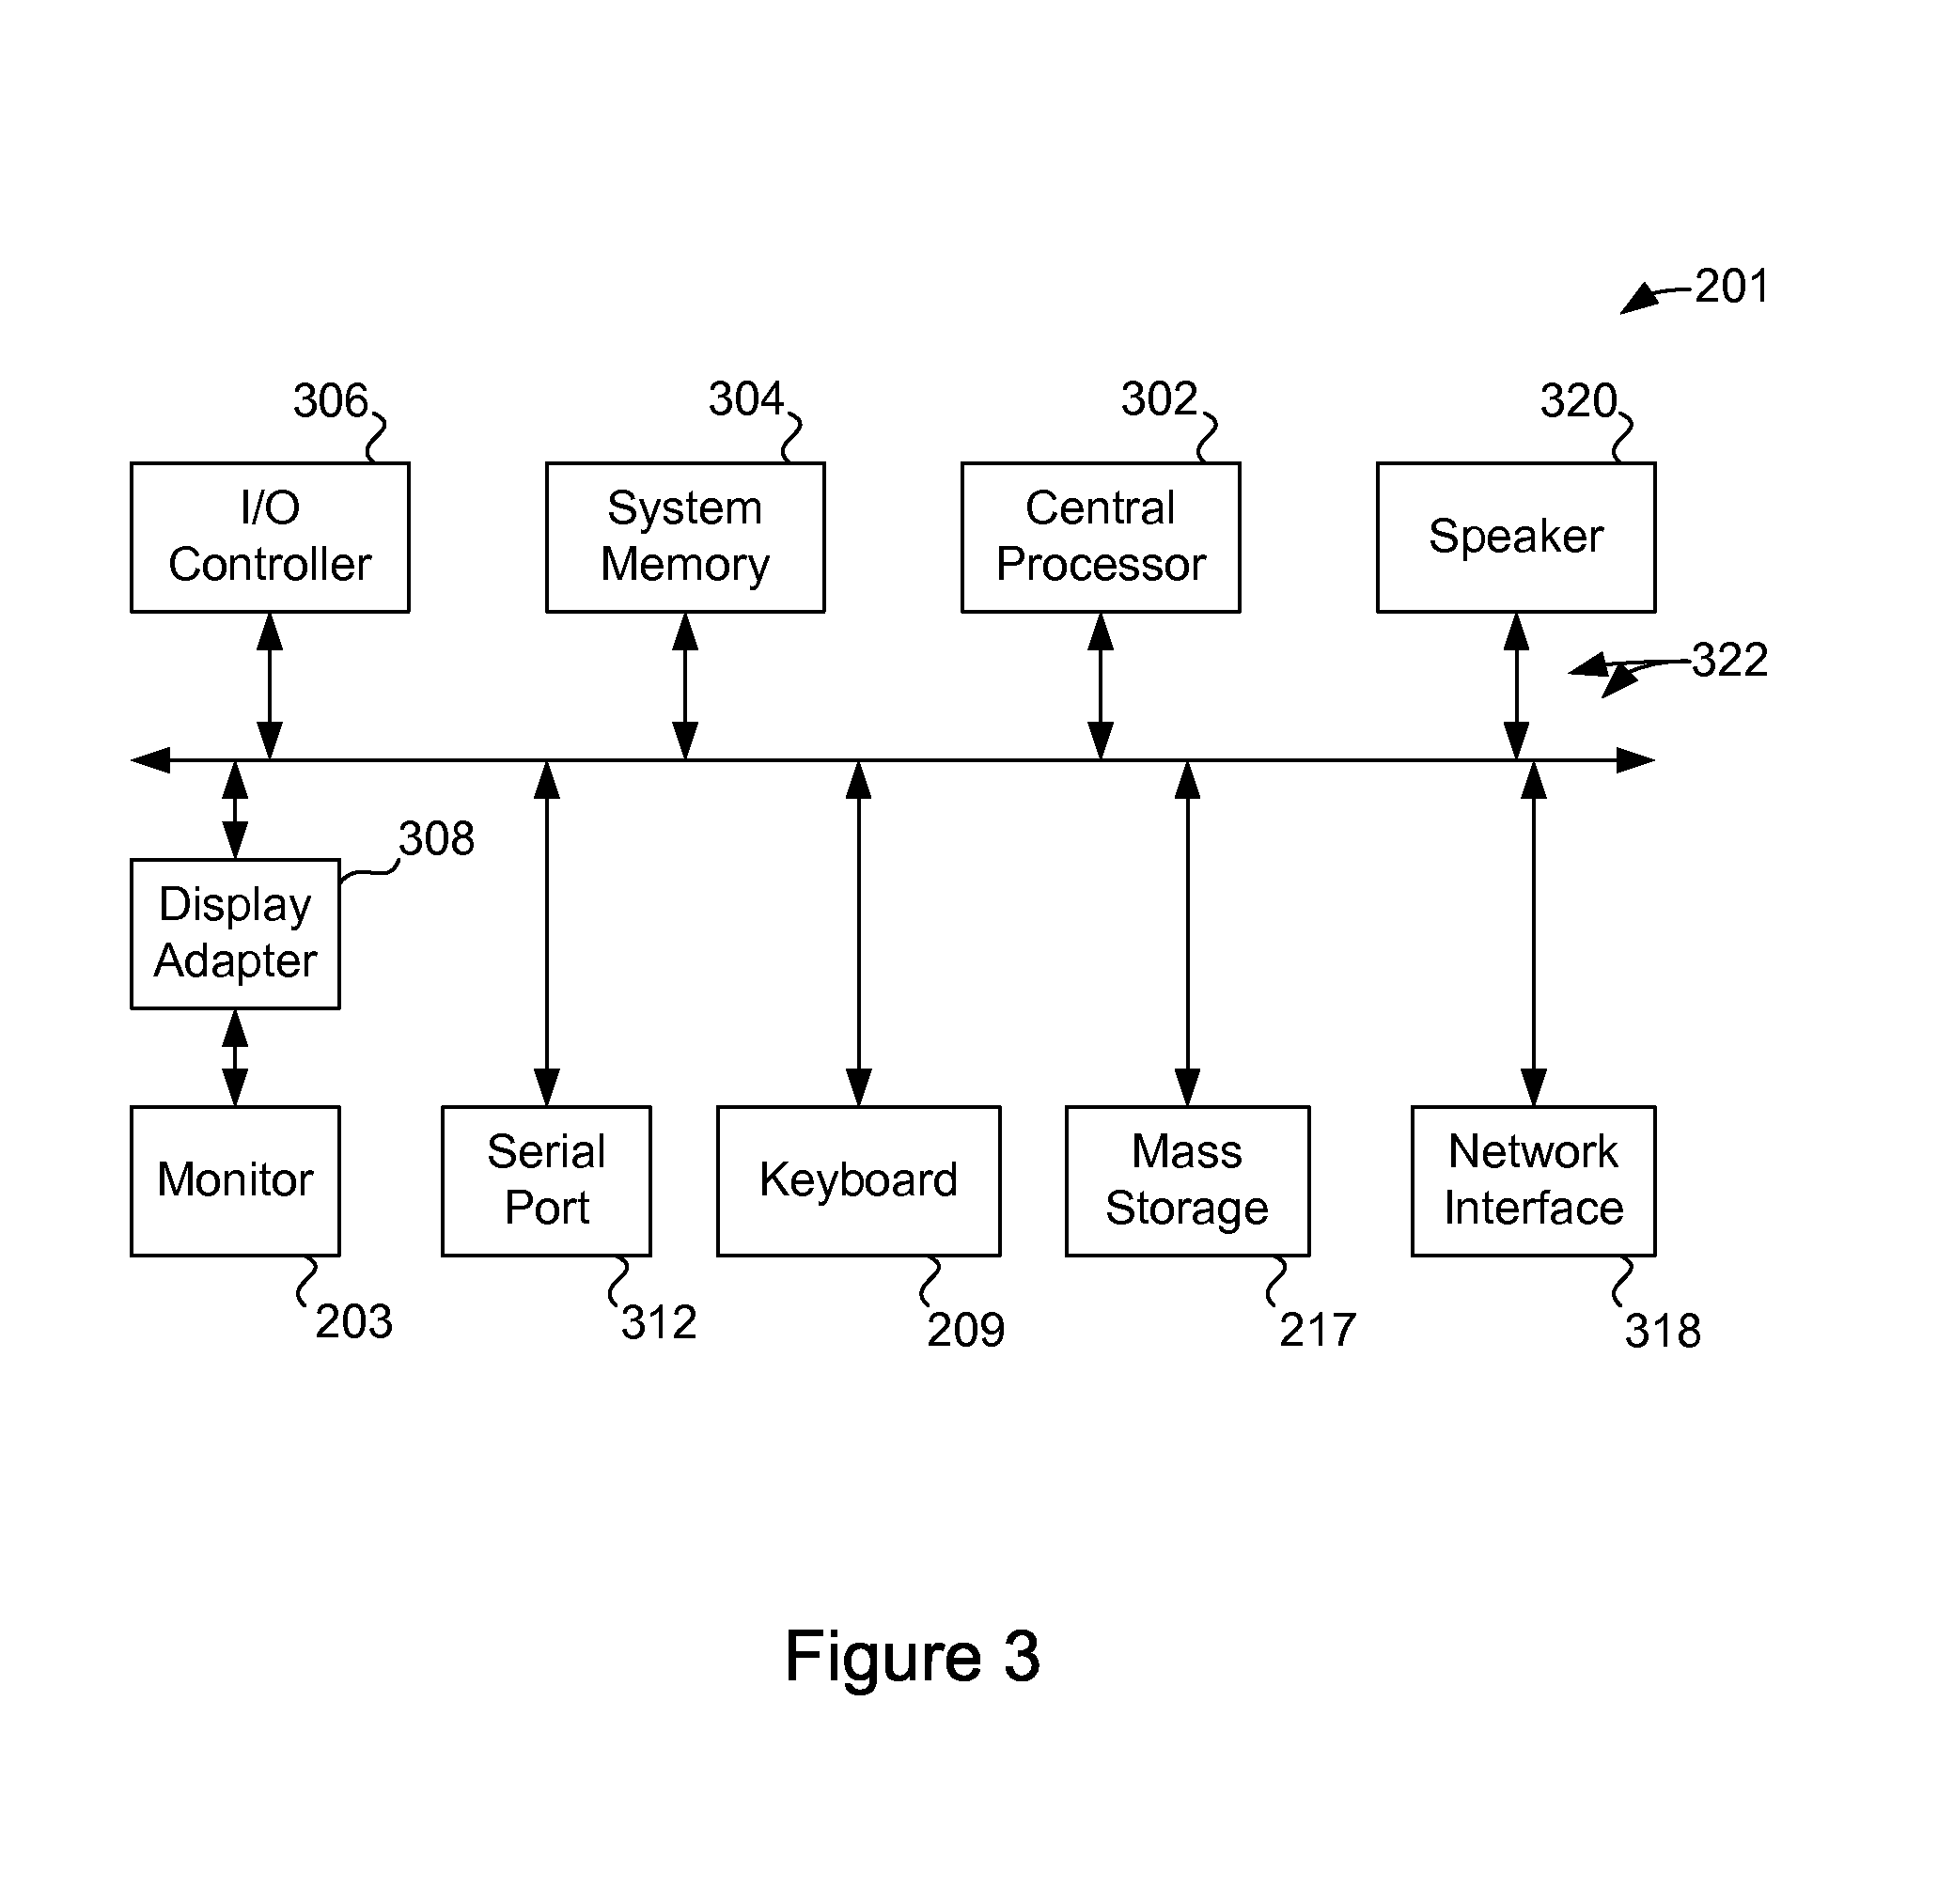 201
306
304
302
320
I/O
Controller
System
Memory
Central
Processor
Speaker
322
308
Display
Adapter
Monitor
Serial
Port
Keyboard
Mass
Storage
Network
Interface
203
312
209
217
318
Figure 3